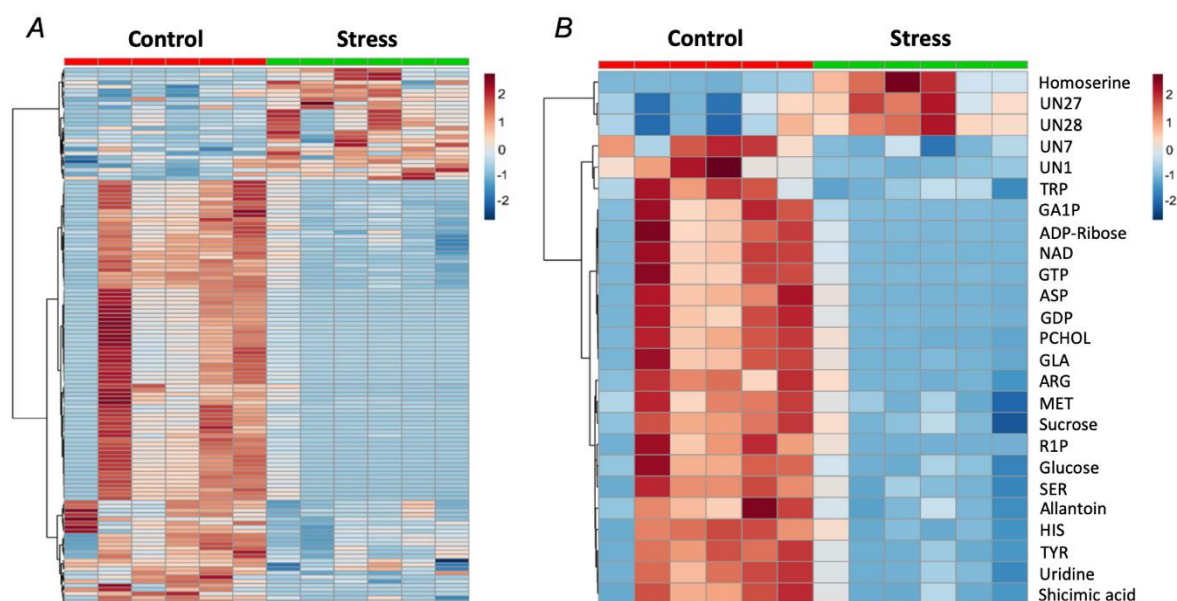 A
Control Stress
2
1
0
-1
-2
B
Control Stress
2
1
0
-1
-2
Homoserine
UN27
UN28
UN7
UN1
TRP
GA1P
ADP-Ribose
NAD
GTP
ASP
GDP
PCHOL
GLA
ARG
MET
Sucrose
R1P
Glucose
SER
Allantoin
HIS
TYR
Uridine
Shicimic acid